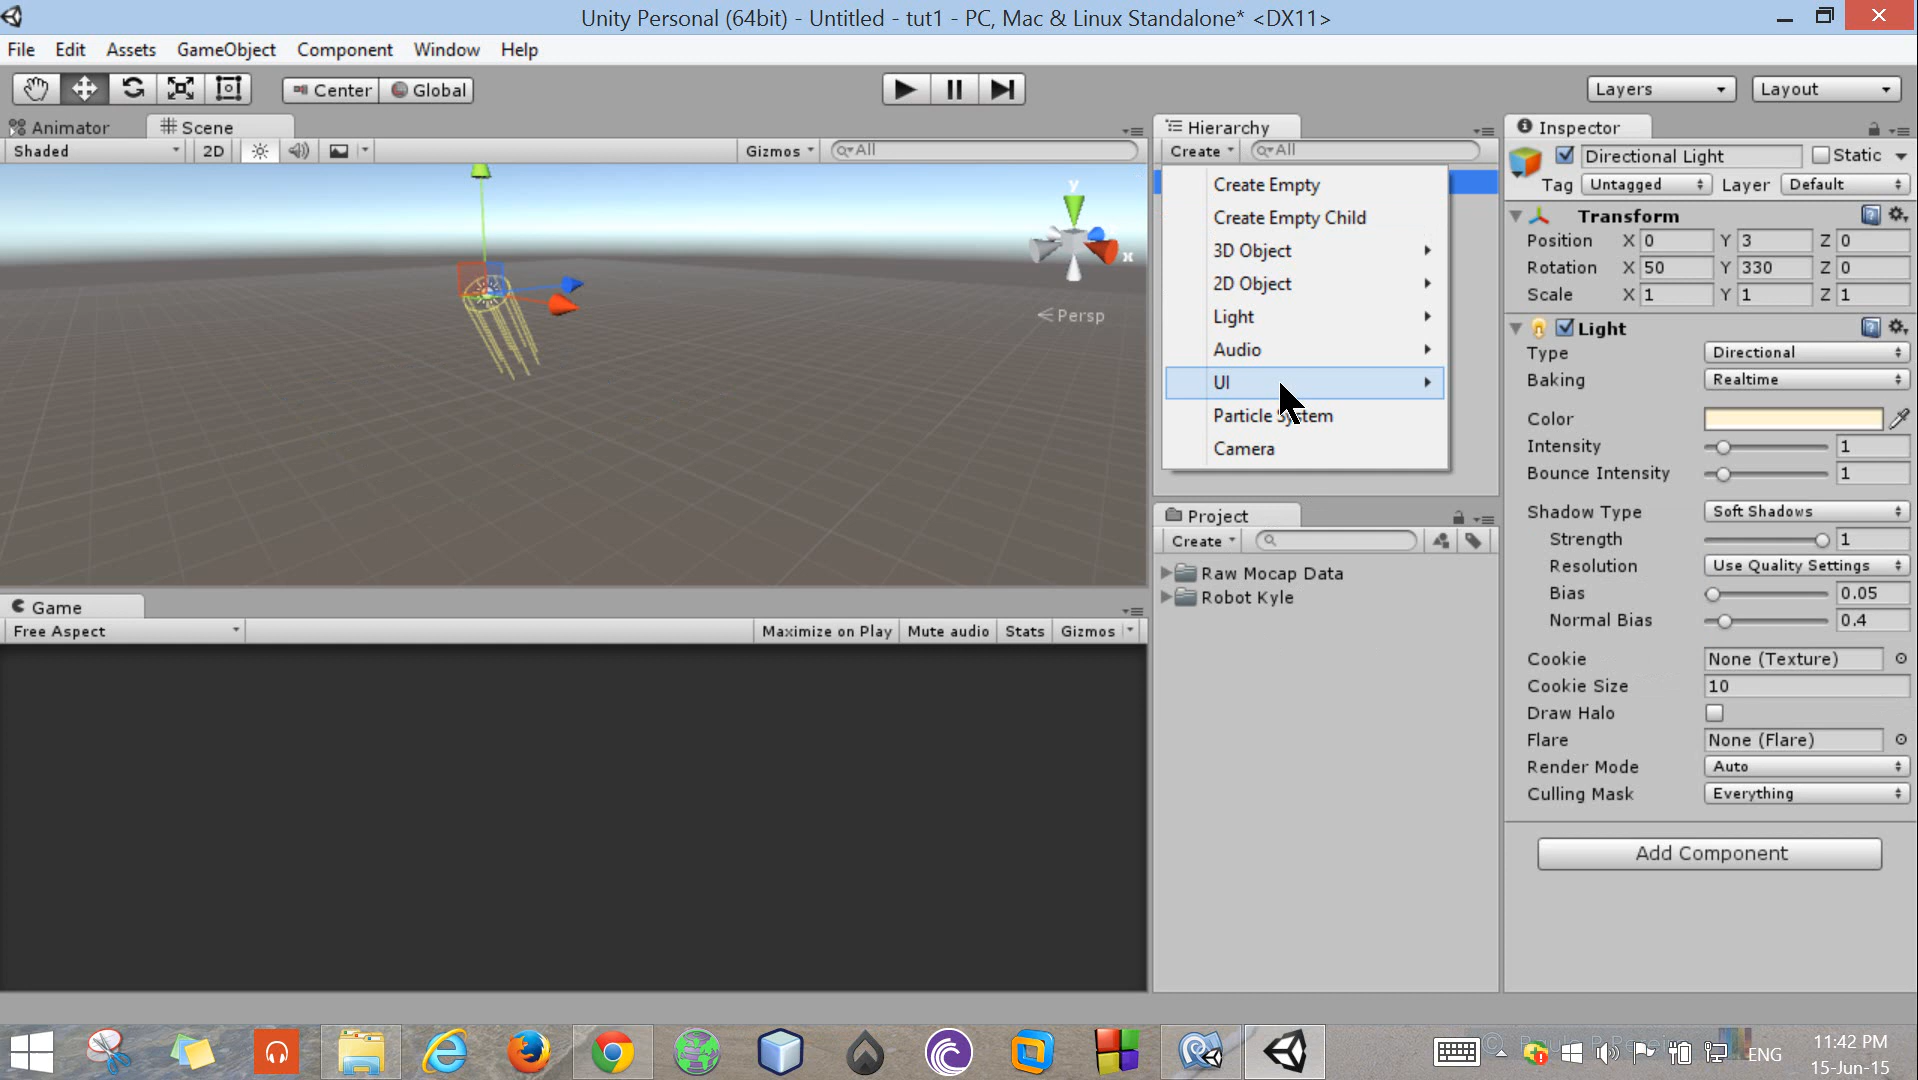 Unity Personal (64bit) - Untitled - tut1 - PC, Mac & Linux Standalone* <DX11>
File Edit Assets GameObject Component Window Help
Center Global Layers Layout
Animator Scene
Shaded 2D Gizmos All
Persp
y
x
Hierarchy
Create All
Create Empty
Create Empty Child
3D Object
2D Object
Light
Audio
UI
Particle System
Camera
Project
Create
Raw Mocap Data
Robot Kyle
Inspector
Directional Light Static
Tag Untagged Layer Default
Transform
Position X 0 Y 3 Z 0
Rotation X 50 Y 330 Z 0
Scale X 1 Y 1 Z 1
Light
Type Directional
Baking Realtime
Color
Intensity 1
Bounce Intensity 1
Shadow Type Soft Shadows
Strength 1
Resolution Use Quality Settings
Bias 0.05
Normal Bias 0.4
Cookie None (Texture)
Cookie Size 10
Draw Halo
Flare None (Flare)
Render Mode Auto
Culling Mask Everything
Add Component
Game
Free Aspect Maximize on Play Mute audio Stats Gizmos
ENG
11:42 PM
15-Jun-15